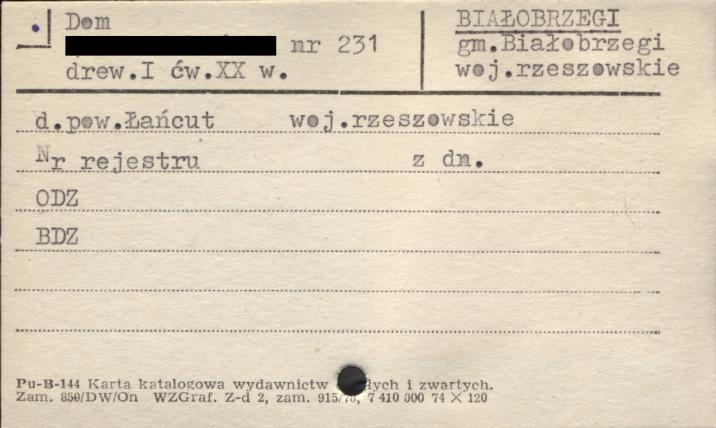 Dom
nr 231
drew.I ćw.XX w.
BIAŁOBRZEGI
gm.Białobrzegi
woj.rzeszowskie
d.pow.Łańcut woj.rzeszowskie
Nr rejestru z dn.
ODZ
BDZ
Pu-B-144 Karta katalogowa wydawnictw i zwartych.
Zam. 850/DW/On WZGraf. Z-d 2, zam. 7 410 000 74 × 120